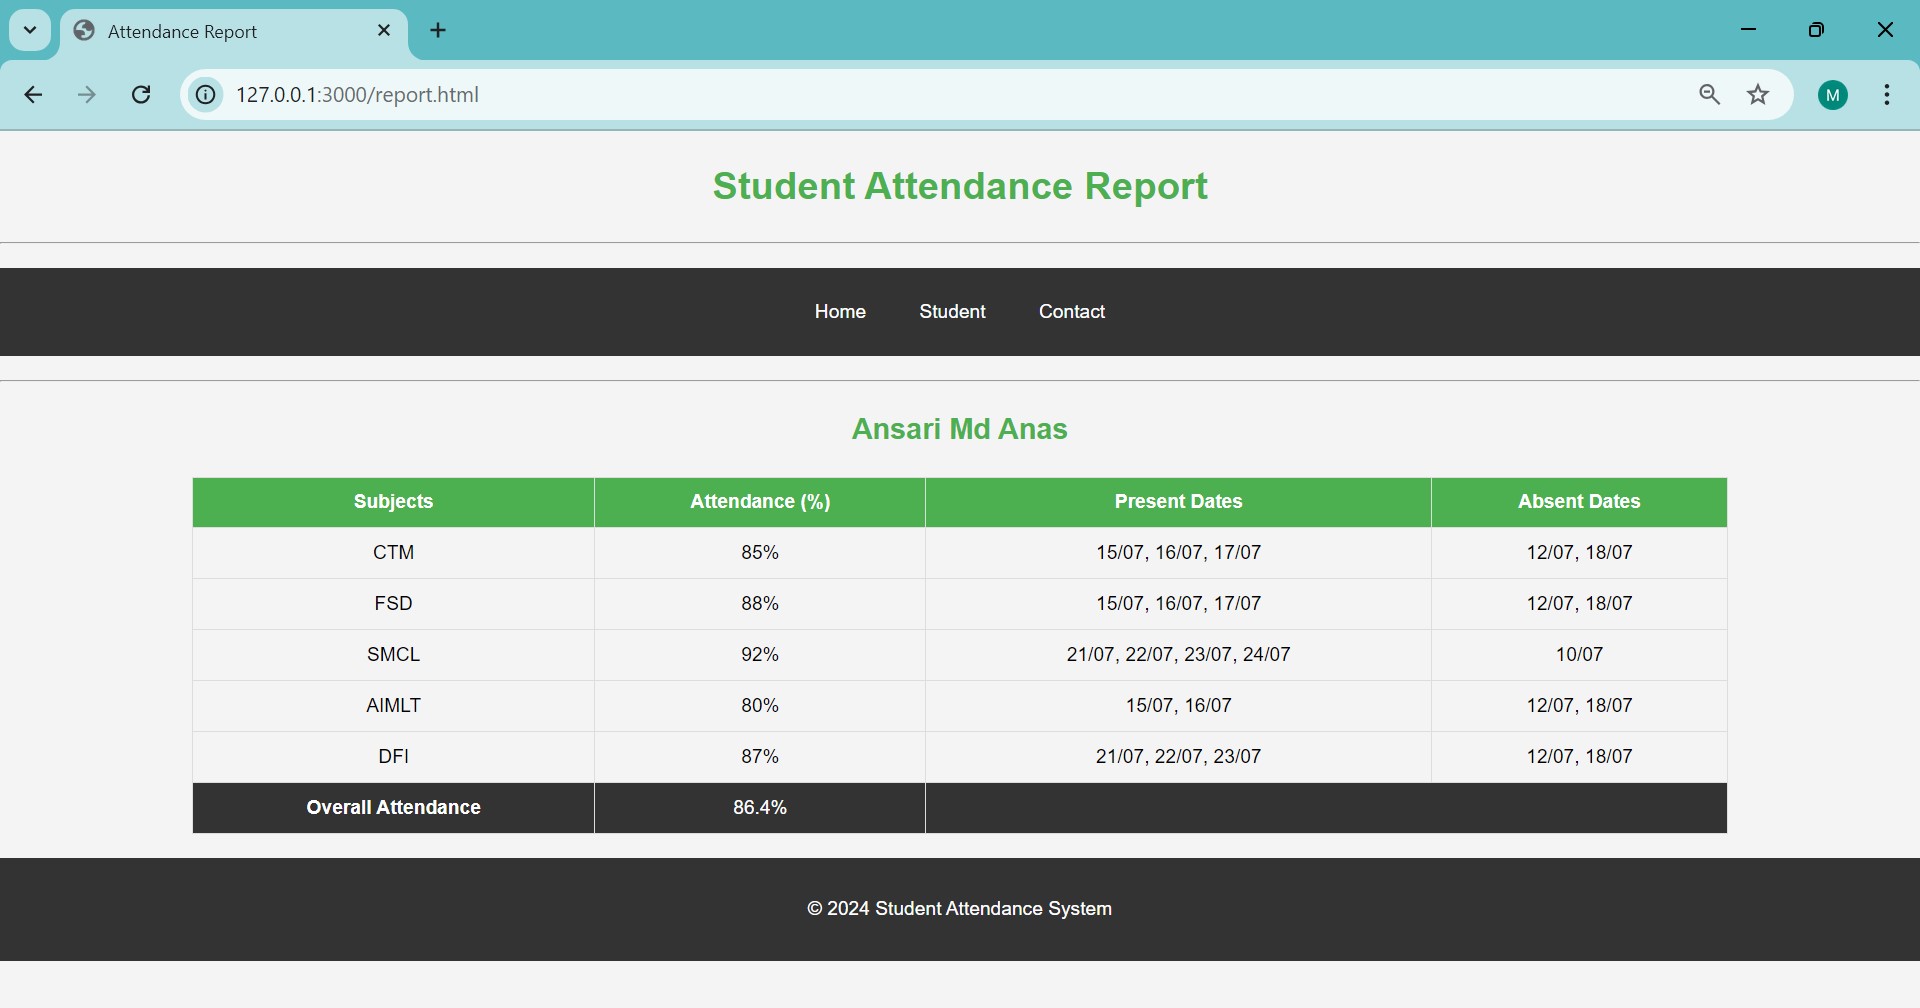 Attendance Report
127.0.0.1:3000/report.html
M
Student Attendance Report
Home Student Contact
Ansari Md Anas
Subjects Attendance (%) Present Dates Absent Dates
CTM 85% 15/07, 16/07, 17/07 12/07, 18/07
FSD 88% 15/07, 16/07, 17/07 12/07, 18/07
SMCL 92% 21/07, 22/07, 23/07, 24/07 10/07
AIMLT 80% 15/07, 16/07 12/07, 18/07
DFI 87% 21/07, 22/07, 23/07 12/07, 18/07
Overall Attendance 86.4%
© 2024 Student Attendance System